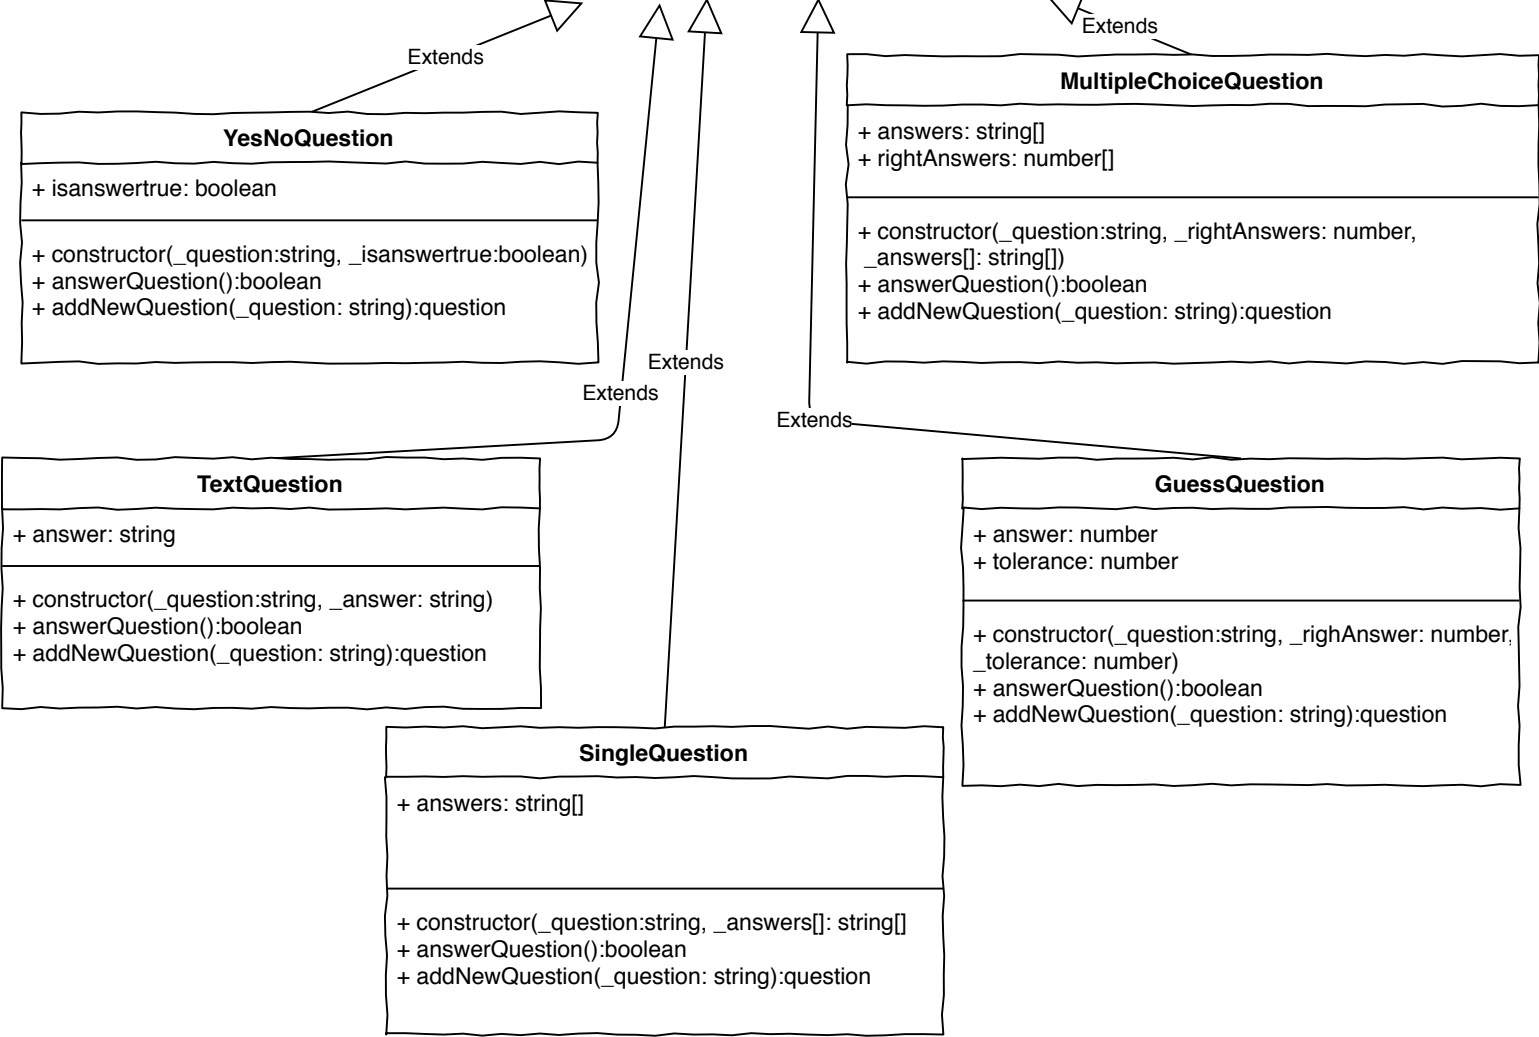 Extends
Extends
MultipleChoiceQuestion
+ answers: string[]
+ rightAnswers: number[]
+ constructor(_question:string, _rightAnswers: number,
_answers[]: string[])
+ answerQuestion():boolean
+ addNewQuestion(_question: string):question
YesNoQuestion
+ isanswertrue: boolean
+ constructor(_question:string, _isanswertrue:boolean)
+ answerQuestion():boolean
+ addNewQuestion(_question: string):question
Extends
Extends
Extends
TextQuestion
+ answer: string
+ constructor(_question:string, _answer: string)
+ answerQuestion():boolean
+ addNewQuestion(_question: string):question
GuessQuestion
+ answer: number
+ tolerance: number
+ constructor(_question:string, _righAnswer: number,
_tolerance: number)
+ answerQuestion():boolean
+ addNewQuestion(_question: string):question
SingleQuestion
+ answers: string[]
+ constructor(_question:string, _answers[]: string[]
+ answerQuestion():boolean
+ addNewQuestion(_question: string):question